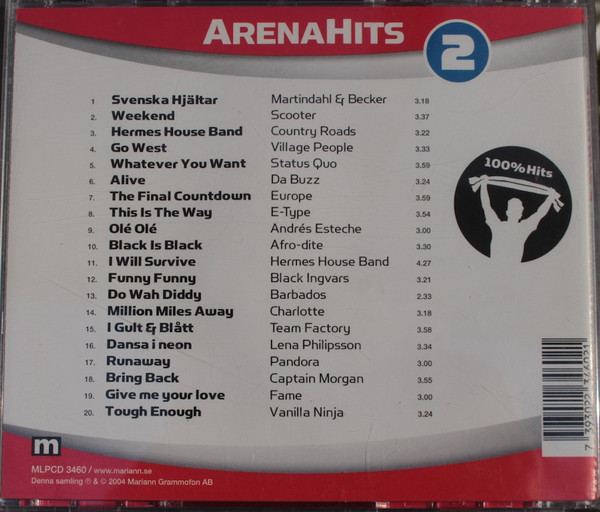 ARENAHITS 2
1 Svenska Hjältar Martindahl & Becker 3.18
2. Weekend Scooter 3.37
3. Hermes House Band Country Roads 3.22
4. Go West Village People 3.33
5. Whatever You Want Status Quo 3.59
6. Alive Da Buzz 3.24
7. The Final Countdown Europe 3.59
8. This Is The Way E-Type 3.54
9. Olé Olé Andrés Esteche 3.00
10. Black Is Black Afro-dite 3.30
11. I Will Survive Hermes House Band 4.27
12. Funny Funny Black Ingvars 3.21
13. Do Wah Diddy Barbados 2.33
14. Million Miles Away Charlotte 3.18
15. I Gult & Blått Team Factory 3.58
16. Dansa i neon Lena Philipsson 3.34
17. Runaway Pandora 3.00
18. Bring Back Captain Morgan 3.55
19. Give me your love Fame 3.00
20. Tough Enough Vanilla Ninja 3.24
100% Hits
m
MLPCD 3460 / www.mariann.se
Denna samling ℗ & © 2004 Mariann Grammofon AB